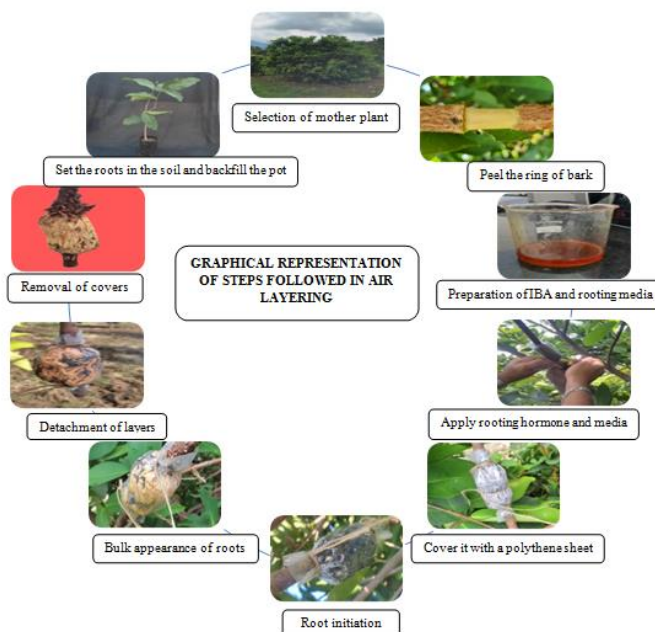 Selection of mother plant
Peel the ring of bark
Preparation of IBA and rooting media
Apply rooting hormone and media
Cover it with a polythene sheet
Root initiation
Bulk appearance of roots
Detachment of layers
Removal of covers
Set the roots in the soil and backfill the pot
GRAPHICAL REPRESENTATION
OF STEPS FOLLOWED IN AIR
LAYERING